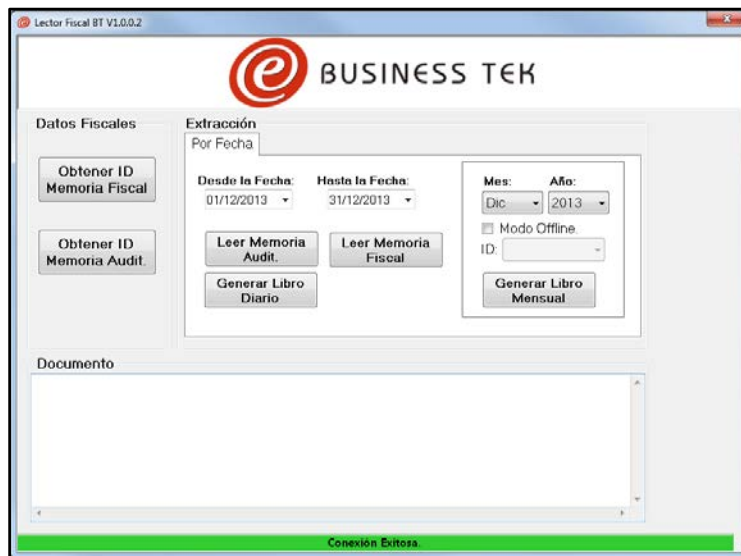 Lector Fiscal BT V1.0.0.2
e BUSINESS TEK
Datos Fiscales
Obtener ID
Memoria Fiscal
Obtener ID
Memoria Audit.
Extracción
Por Fecha
Desde la Fecha: Hasta la Fecha:
01/12/2013 31/12/2013
Leer Memoria
Audit.
Leer Memoria
Fiscal
Generar Libro
Diario
Mes: Año:
Dic 2013
Modo Offline.
ID:
Generar Libro
Mensual
Documento
Conexión Exitosa.